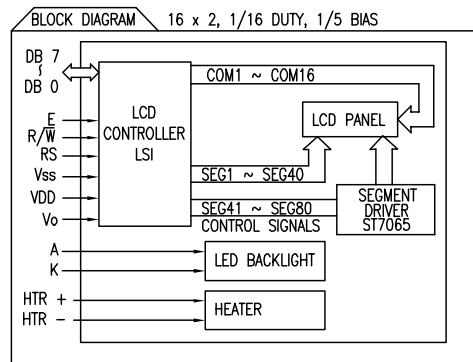 BLOCK DIAGRAM 16 x 2, 1/16 DUTY, 1/5 BIAS
DB 7
DB 0
COM1 ~ COM16
LCD
CONTROLLER
LSI
LCD PANEL
E
R/W̅
RS
Vss
VDD
Vo
SEG1 ~ SEG40
SEG41 ~ SEG80
CONTROL SIGNALS
SEGMENT
DRIVER
ST7065
A
K
LED BACKLIGHT
HTR +
HTR −
HEATER